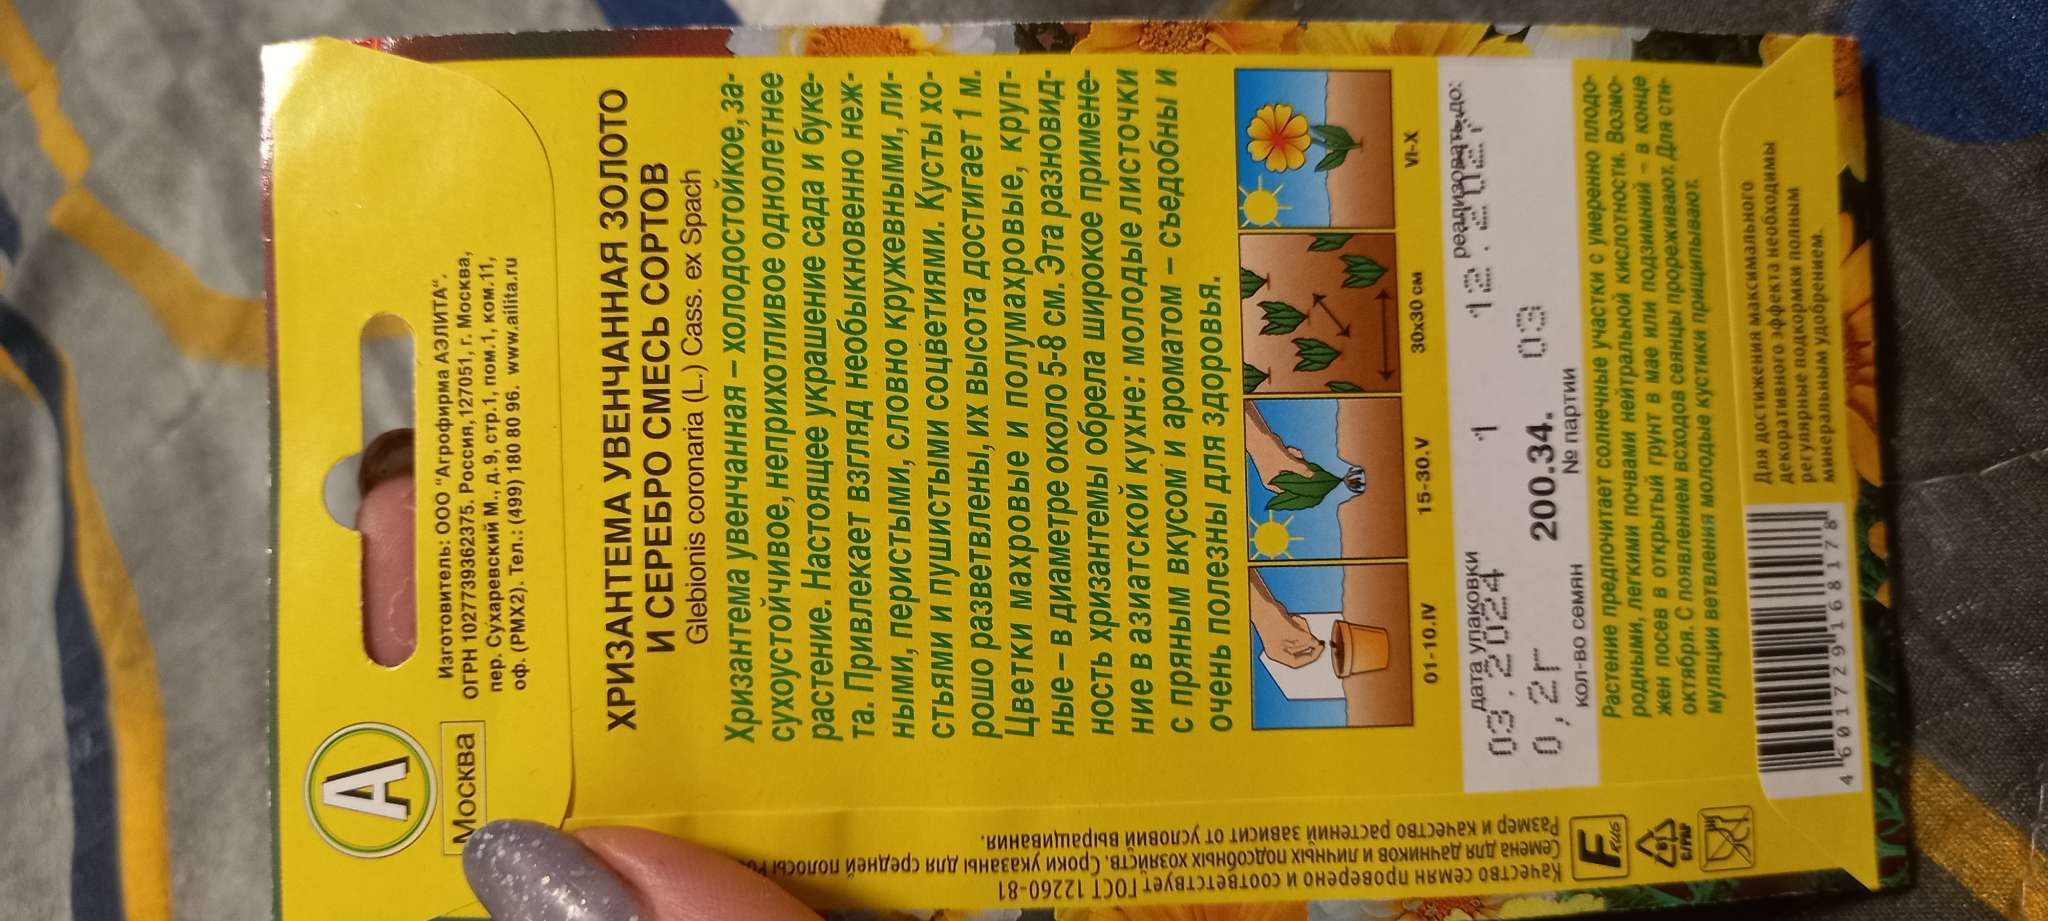 А
Москва
Изготовитель: ООО "Агрофирма АЭЛИТА".
ОГРН 1027739362375. Россия, 127051, г. Москва,
пер. Сухаревский М., д.9, стр.1, пом.1, ком.11,
оф. (РМХ2). Тел.: (499) 180 80 96. www.ailita.ru
ХРИЗАНТЕМА УВЕНЧАННАЯ ЗОЛОТО
И СЕРЕБРО СМЕСЬ СОРТОВ
Glebionis coronaria (L.) Cass. ex Spach
Хризантема увенчанная – холодостойкое, за-
сухоустойчивое, неприхотливое однолетнее
растение. Настоящее украшение сада и буке-
та. Привлекает взгляд необыкновенно неж-
ными, перистыми, словно кружевными, ли-
стьями и пушистыми соцветиями. Кусты хо-
рошо разветвлены, их высота достигает 1 м.
Цветки махровые и полумахровые, круп-
ные – в диаметре около 5-8 см. Эта разновид-
ность хризантемы обрела широкое примене-
ние в азиатской кухне: молодые листочки
с пряным вкусом и ароматом – съедобны и
очень полезны для здоровья.
01-10.IV
15-30.V
30x30 см
VI-X
дата упаковки
реализовать до:
03.2024
1
0,2г
200.34.
03
кол-во семян
№ партии
Растение предпочитает солнечные участки с умеренно плодо-
родными, легкими почвами нейтральной кислотности. Возмо-
жен посев в открытый грунт в мае или подзимний – в конце
октября. С появлением всходов сеянцы прореживают. Для сти-
муляции ветвления молодые кустики прищипывают.
4 601729 168178
Для достижения максимального
декоративного эффекта необходимы
регулярные подкормки полным
минеральным удобрением.
Качество семян проверено и соответствует ГОСТ 12260-81
Семена для дачников и личных подсобных хозяйств. Сроки указаны для средней полосы
Размер и качество растений зависит от условий выращивания.
F
PLUS
C/PAP